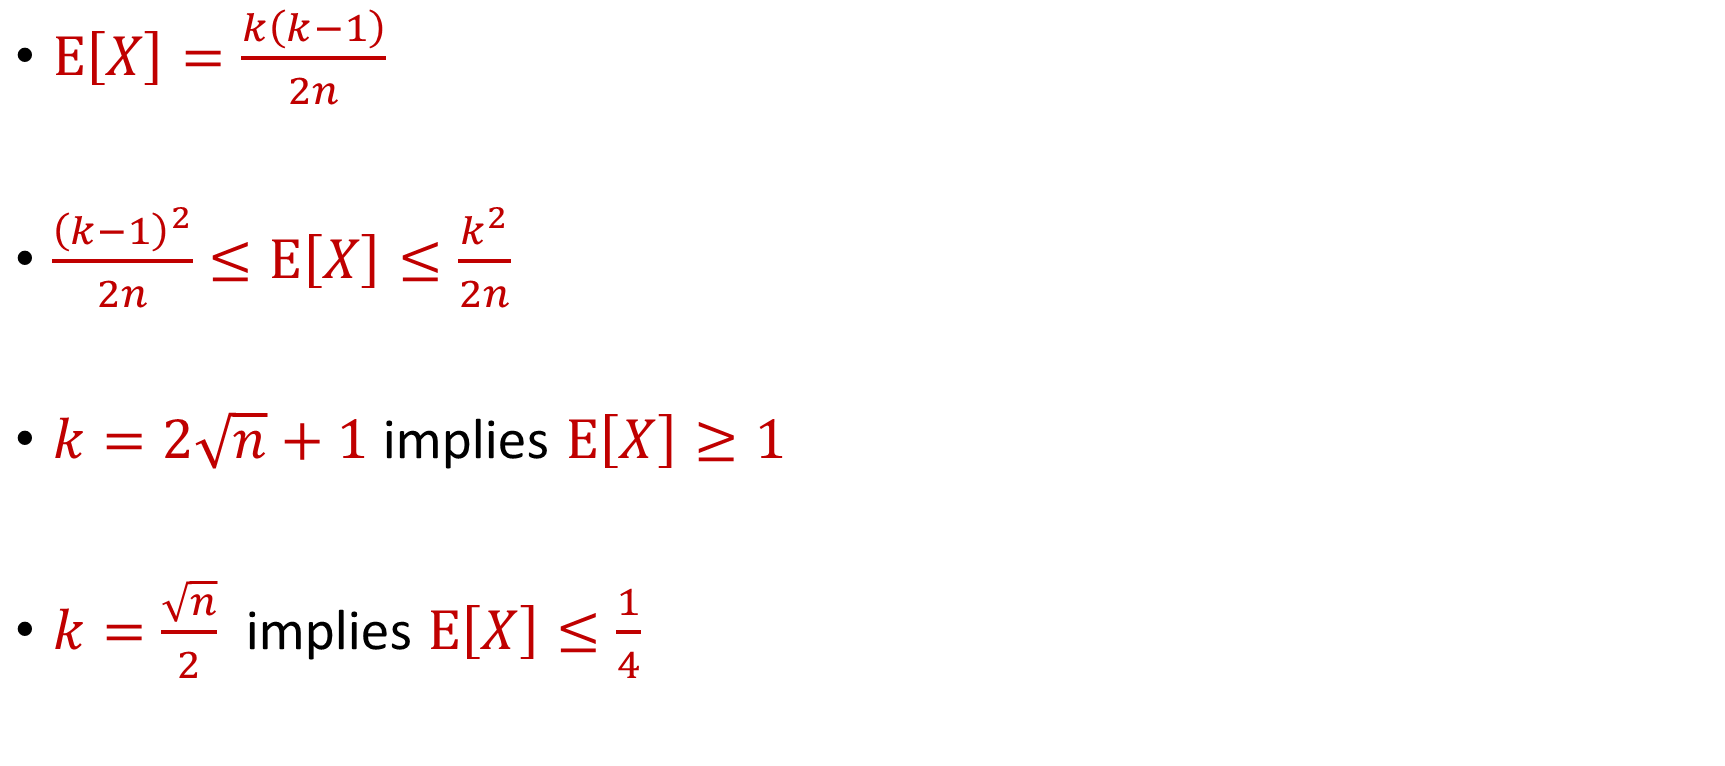 • E[X] = k(k−1)/2n
• (k−1)²/2n ≤ E[X] ≤ k²/2n
• k = 2√n + 1 implies E[X] ≥ 1
• k = √n/2 implies E[X] ≤ 1/4